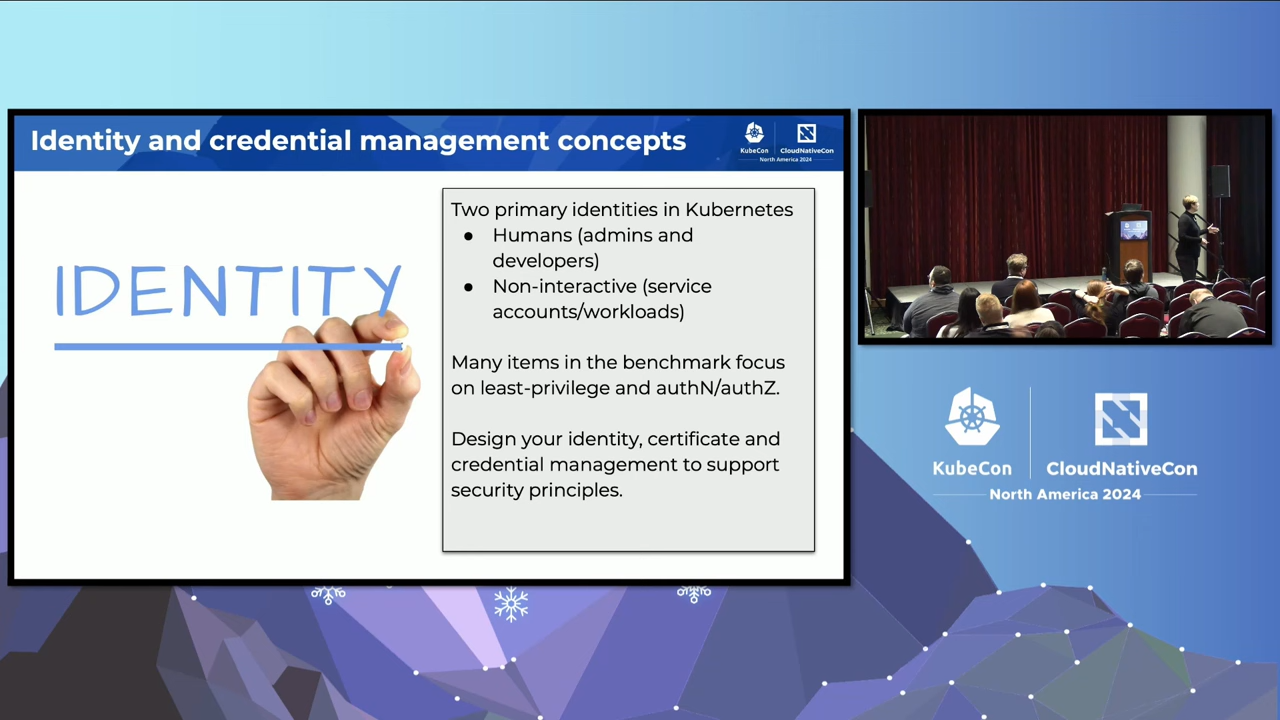 Identity and credential management concepts
KubeCon
CloudNativeCon
North America 2024
IDENTITY
Two primary identities in Kubernetes
● Humans (admins and
developers)
● Non-interactive (service
accounts/workloads)
Many items in the benchmark focus
on least-privilege and authN/authZ.
Design your identity, certificate and
credential management to support
security principles.
KubeCon
CloudNativeCon
North America 2024